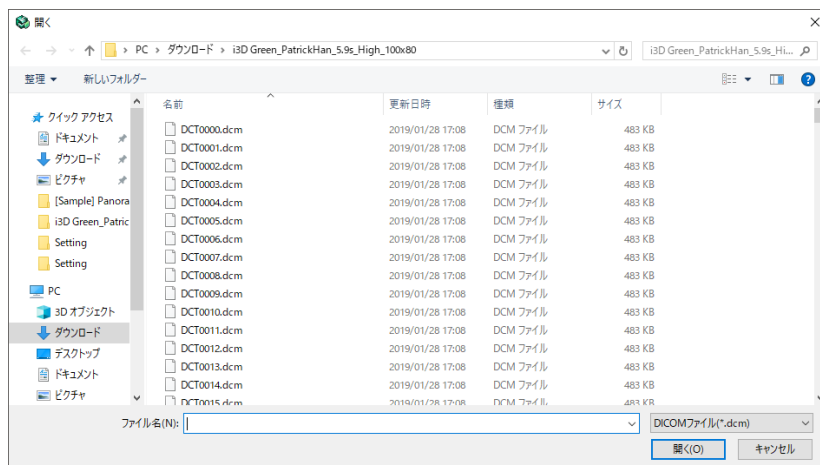 開く
PC › ダウンロード › i3D Green_PatrickHan_5.9s_High_100x80
i3D Green_PatrickHan_5.9s_Hi...
整理 新しいフォルダー
クイック アクセス
ドキュメント
ダウンロード
ピクチャ
[Sample] Panora
i3D Green_Patric
Setting
Setting
PC
3D オブジェクト
ダウンロード
デスクトップ
ドキュメント
ピクチャ
名前 更新日時 種類 サイズ
DCT0000.dcm 2019/01/28 17:08 DCM ファイル 483 KB
DCT0001.dcm 2019/01/28 17:08 DCM ファイル 483 KB
DCT0002.dcm 2019/01/28 17:08 DCM ファイル 483 KB
DCT0003.dcm 2019/01/28 17:08 DCM ファイル 483 KB
DCT0004.dcm 2019/01/28 17:08 DCM ファイル 483 KB
DCT0005.dcm 2019/01/28 17:08 DCM ファイル 483 KB
DCT0006.dcm 2019/01/28 17:08 DCM ファイル 483 KB
DCT0007.dcm 2019/01/28 17:08 DCM ファイル 483 KB
DCT0008.dcm 2019/01/28 17:08 DCM ファイル 483 KB
DCT0009.dcm 2019/01/28 17:08 DCM ファイル 483 KB
DCT0010.dcm 2019/01/28 17:08 DCM ファイル 483 KB
DCT0011.dcm 2019/01/28 17:08 DCM ファイル 483 KB
DCT0012.dcm 2019/01/28 17:08 DCM ファイル 483 KB
DCT0013.dcm 2019/01/28 17:08 DCM ファイル 483 KB
DCT0014.dcm 2019/01/28 17:08 DCM ファイル 483 KB
DCT0015.dcm 2019/01/28 17:08 DCM ファイル 483 KB
ファイル名(N):
DICOMファイル(*.dcm)
開く(O) キャンセル